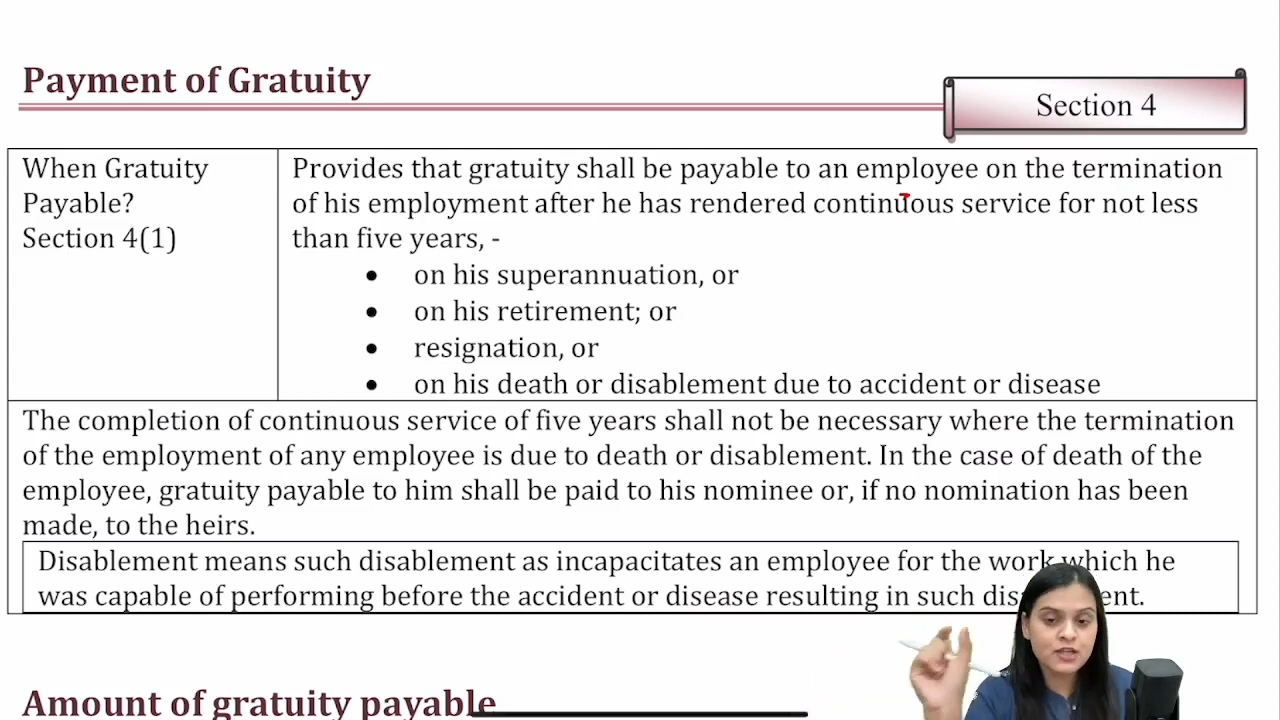 Payment of Gratuity
Section 4
When Gratuity
Payable?
Section 4(1)
Provides that gratuity shall be payable to an employee on the termination
of his employment after he has rendered continuous service for not less
than five years, -
• on his superannuation, or
• on his retirement; or
• resignation, or
• on his death or disablement due to accident or disease
The completion of continuous service of five years shall not be necessary where the termination
of the employment of any employee is due to death or disablement. In the case of death of the
employee, gratuity payable to him shall be paid to his nominee or, if no nomination has been
made, to the heirs.
Disablement means such disablement as incapacitates an employee for the work which he
was capable of performing before the accident or disease resulting in such
Amount of gratuity payable